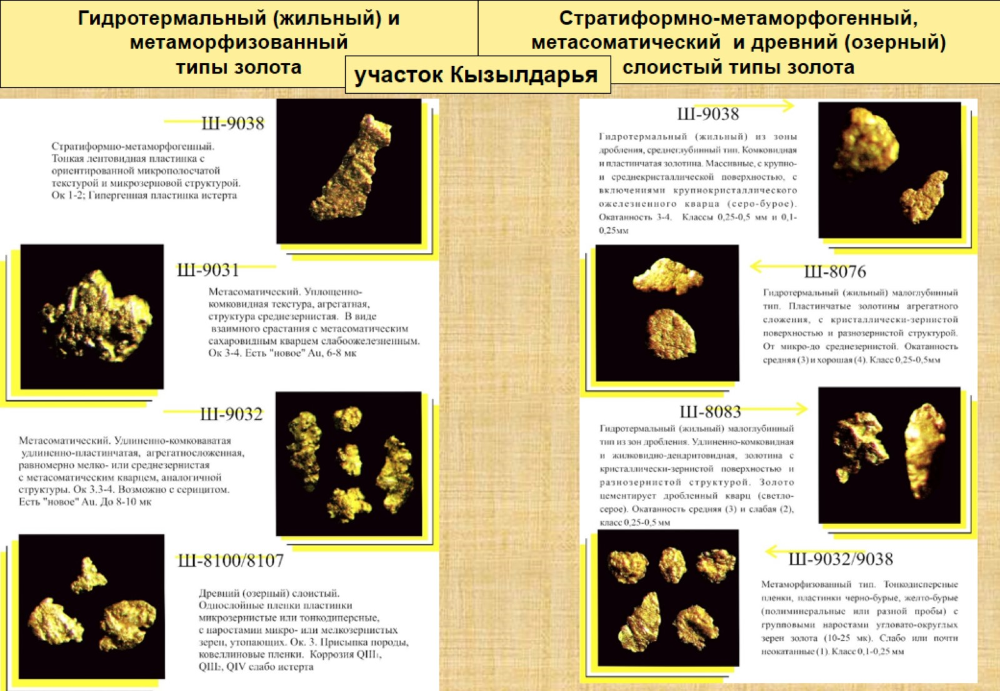 Гидротермальный (жильный) и
метаморфизованный
типы золота
Стратиформно-метаморфогенный,
метасоматический и древний (озерный)
слоистый типы золота
участок Кызылдарья
Ш-9038
Стратиформно-метаморфогенный.
Тонкая лентовидная пластинка с
ориентированной микрополосчатой
текстурой и микрозерновой структурой.
Ок 1-2; Гипергенная пластинка истерта
Ш-9031
Метасоматический. Уплощенно-
комковидная текстура, агрегатная,
структура среднезернистая. В виде
взаимного срастания с метасоматическим
сахаровидным кварцем слабоожелезненным.
Ок 3-4. Есть "новое" Au, 6-8 мк
Ш-9032
Метасоматический. Удлиненно-комковаватая
удлиненно-пластинчатая, агрегатносложенная,
равномерно мелко- или среднезернистая
с метасоматическим кварцем, аналогичной
структуры. Ок 3.3-4. Возможно с серицитом.
Есть "новое" Au. До 8-10 мк
Ш-8100/8107
Древний (озерный) слоистый.
Однослойные пленки пластинки
микрозернистые или тонкодиперсные,
с наростами микро- или мелкозернистых
зерен, утопающих. Ок. 3. Присыпка породы,
ковеллиновые пленки. Коррозия QIII₁,
QIII₂, QIV слабо истерта
Ш-9038
Гидротермальный (жильный) из зоны
дробления, среднеглубинный тип. Комковидная
и пластинчатая золотина. Массивные, с крупно-
и среднекристаллической поверхностью, с
включениями крупнокристаллического
ожелезненного кварца (серо-бурое).
Окатанность 3-4. Классы 0,25-0,5 мм и 0,1-
0,25мм
Ш-8076
Гидротермальный (жильный) малоглубинный
тип. Пластинчатые золотины агрегатного
сложения, с кристаллически-зернистой
поверхностью и разнозернистой структурой.
От микро-до среднезернистой. Окатанность
средняя (3) и хорошая (4). Класс 0,25-0,5мм
Ш-8083
Гидротермальный (жильный) малоглубинный
тип из зон дробления. Удлиненно-комковидная
и жилковидно-дендритовидная, золотина с
кристаллически-зернистой поверхностью и
разнозернистой структурой. Золото
цементирует дробленный кварц (светло-
серое). Окатанность средняя (3) и слабая (2),
класс 0,25-0,5 мм
Ш-9032/9038
Метаморфизованный тип. Тонкодисперсные
пленки, пластинки черно-бурые, желто-бурые
(полиминеральные или разной пробы) с
групповыми наростами угловато-округлых
зерен золота (10-25 мк). Слабо или почти
неокатанные (1). Класс 0,1-0,25 мм